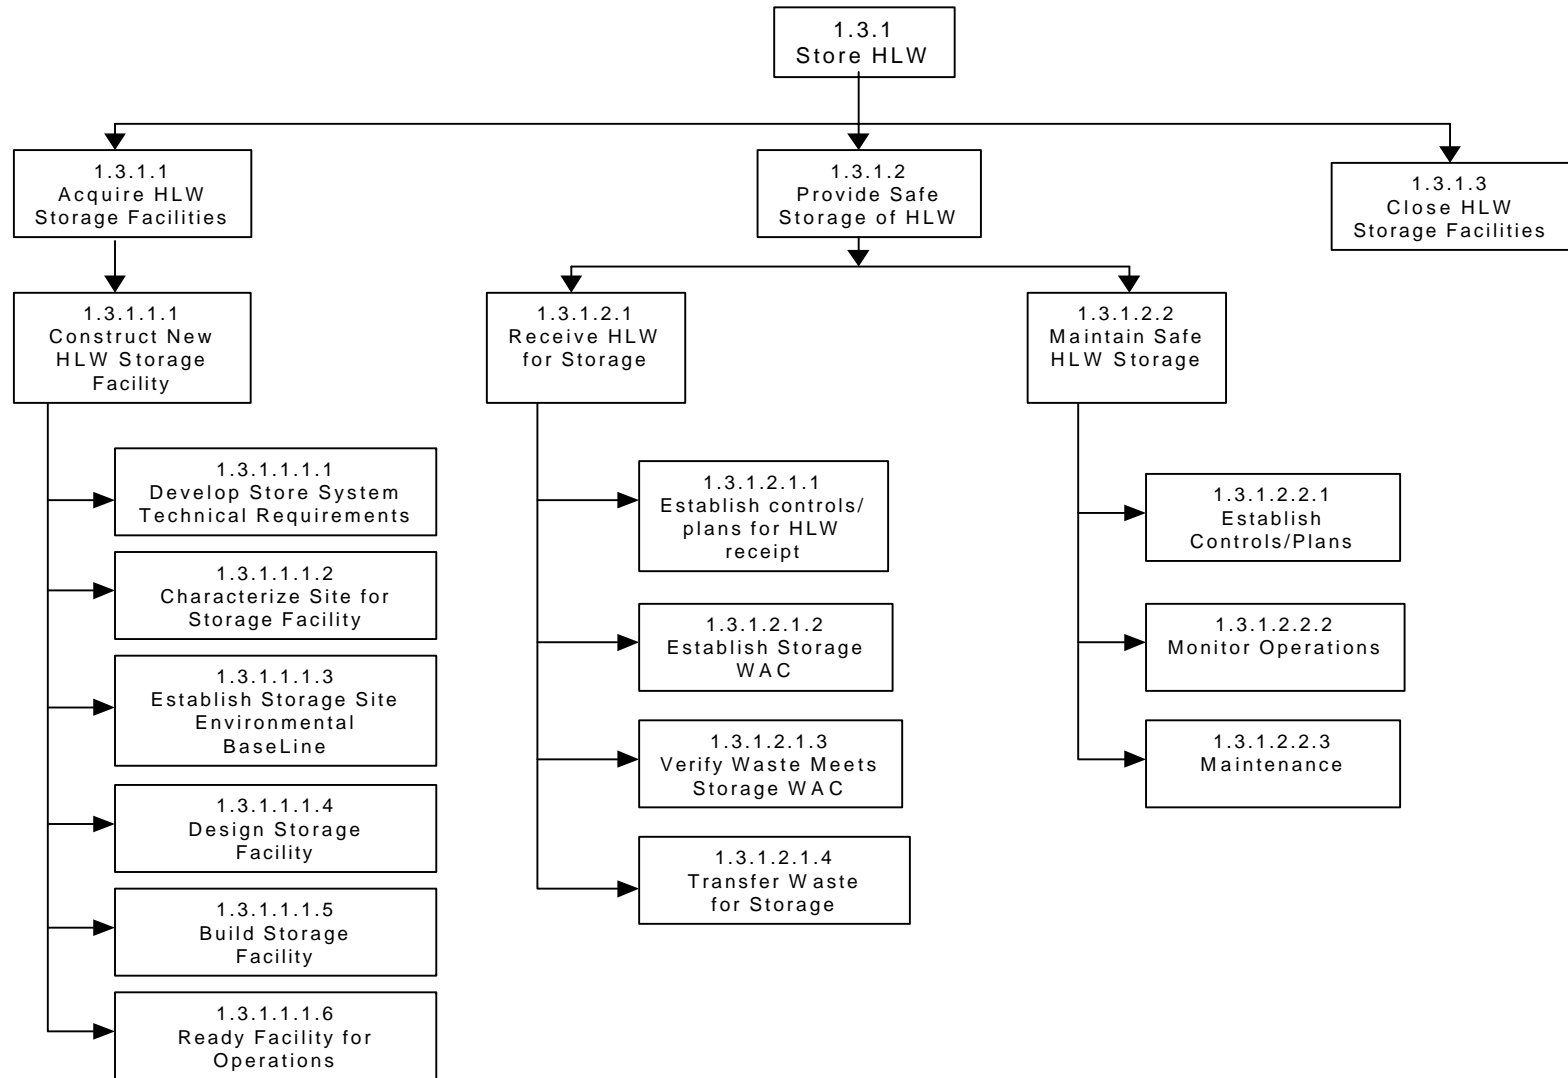 1.3.1
Store HLW
1.3.1.1
Acquire HLW
Storage Facilities
1.3.1.2
Provide Safe
Storage of HLW
1.3.1.3
Close HLW
Storage Facilities
1.3.1.1.1
Construct New
HLW Storage
Facility
1.3.1.2.1
Receive HLW
for Storage
1.3.1.2.2
Maintain Safe
HLW Storage
1.3.1.1.1.1
Develop Store System
Technical Requirements
1.3.1.1.1.2
Characterize Site for
Storage Facility
1.3.1.1.1.3
Establish Storage Site
Environmental
BaseLine
1.3.1.1.1.4
Design Storage
Facility
1.3.1.1.1.5
Build Storage
Facility
1.3.1.1.1.6
Ready Facility for
Operations
1.3.1.2.1.1
Establish controls/
plans for HLW
receipt
1.3.1.2.1.2
Establish Storage
WAC
1.3.1.2.1.3
Verify Waste Meets
Storage WAC
1.3.1.2.1.4
Transfer Waste
for Storage
1.3.1.2.2.1
Establish
Controls/Plans
1.3.1.2.2.2
Monitor Operations
1.3.1.2.2.3
Maintenance